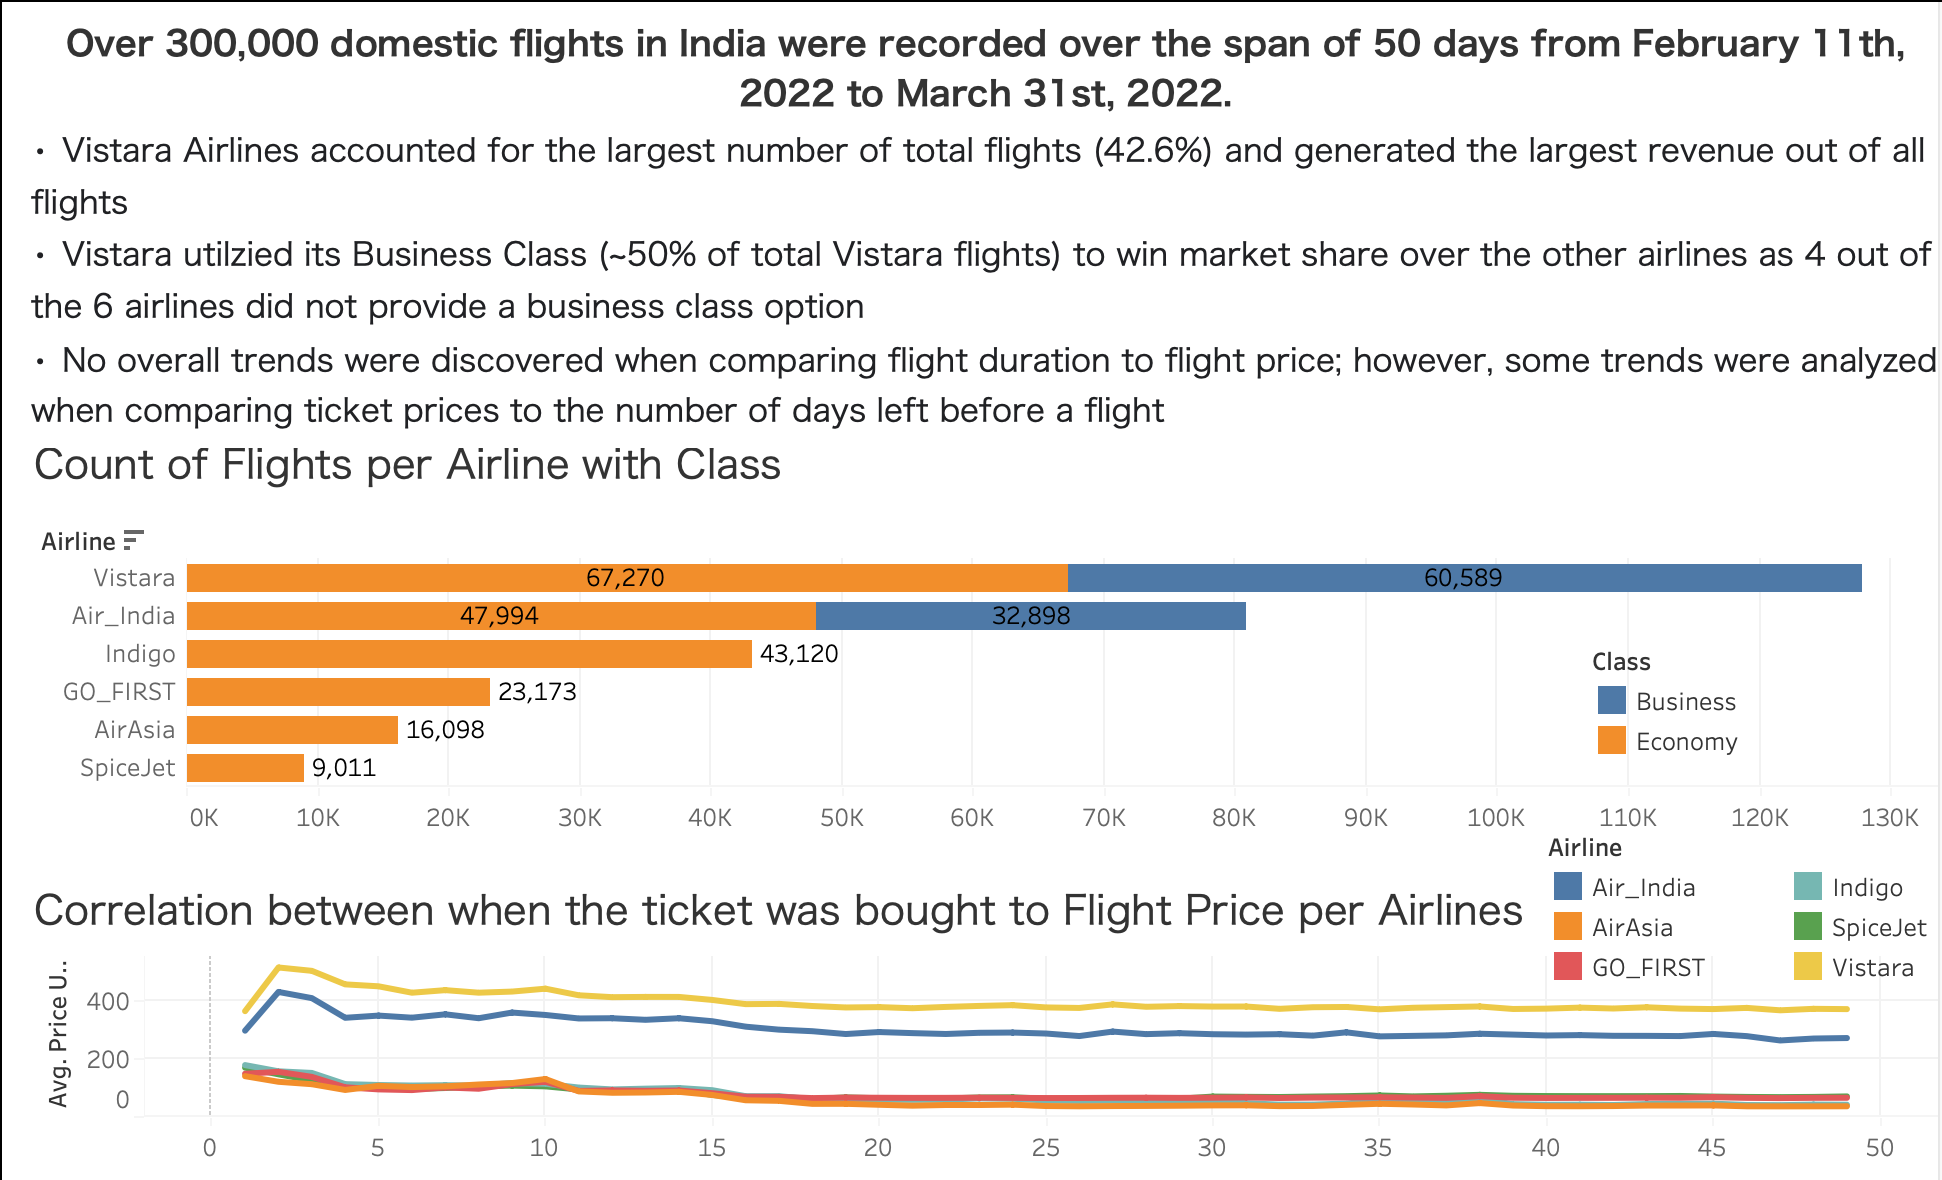 Over 300,000 domestic flights in India were recorded over the span of 50 days from February 11th,
2022 to March 31st, 2022.
・ Vistara Airlines accounted for the largest number of total flights (42.6%) and generated the largest revenue out of all
flights
・ Vistara utilzied its Business Class (~50% of total Vistara flights) to win market share over the other airlines as 4 out of
the 6 airlines did not provide a business class option
・ No overall trends were discovered when comparing flight duration to flight price; however, some trends were analyzed
when comparing ticket prices to the number of days left before a flight
Count of Flights per Airline with Class
Airline
Vistara 67,270 60,589
Air_India 47,994 32,898
Indigo 43,120
GO_FIRST 23,173
AirAsia 16,098
SpiceJet 9,011
Class
Business
Economy
0K 10K 20K 30K 40K 50K 60K 70K 80K 90K 100K 110K 120K 130K
Airline
Air_India Indigo
AirAsia SpiceJet
GO_FIRST Vistara
Correlation between when the ticket was bought to Flight Price per Airlines
Avg. Price U..
400
200
0
0 5 10 15 20 25 30 35 40 45 50